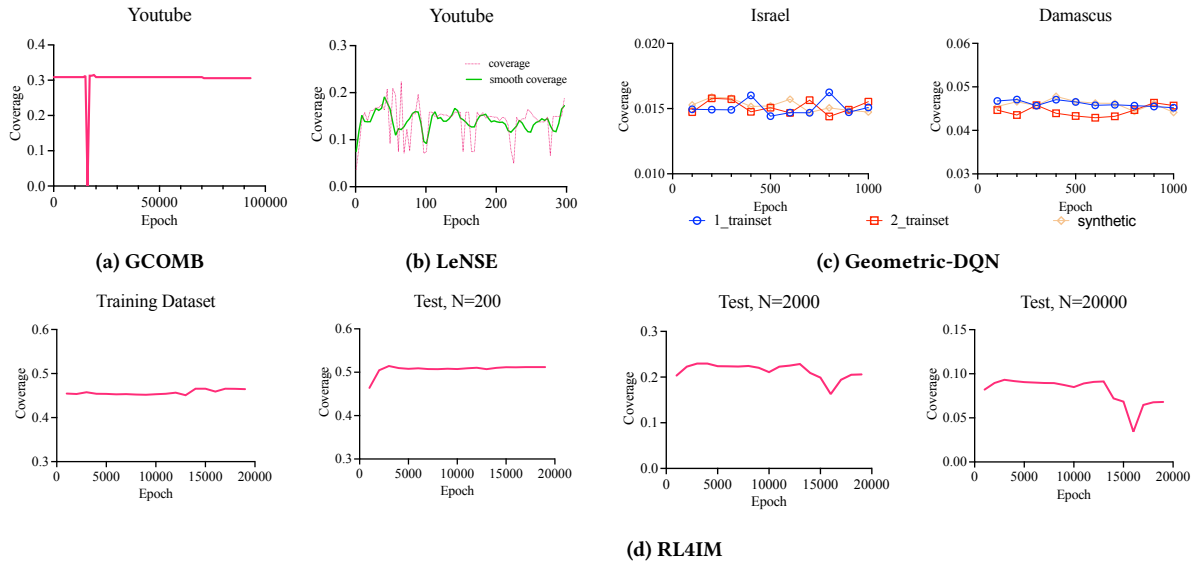 Youtube
Coverage
0.4
0.3
0.2
0.1
0.0
0
50000
100000
Epoch
(a) GCOMB
Youtube
Coverage
0.3
0.2
0.1
0.0
0
100
200
300
Epoch
coverage
smooth coverage
(b) LeNSE
Israel
Coverage
0.020
0.015
0.010
0
500
1000
Epoch
Damascus
Coverage
0.06
0.05
0.04
0.03
0
500
1000
Epoch
1_trainset
2_trainset
synthetic
(c) Geometric-DQN
Training Dataset
Coverage
0.6
0.5
0.4
0.3
0
5000
10000
15000
20000
Epoch
Test, N=200
Coverage
0.6
0.5
0.4
0.3
0
5000
10000
15000
20000
Epoch
Test, N=2000
Coverage
0.3
0.2
0.1
0.0
0
5000
10000
15000
20000
Epoch
Test, N=20000
Coverage
0.15
0.10
0.05
0.00
0
5000
10000
15000
20000
Epoch
(d) RL4IM